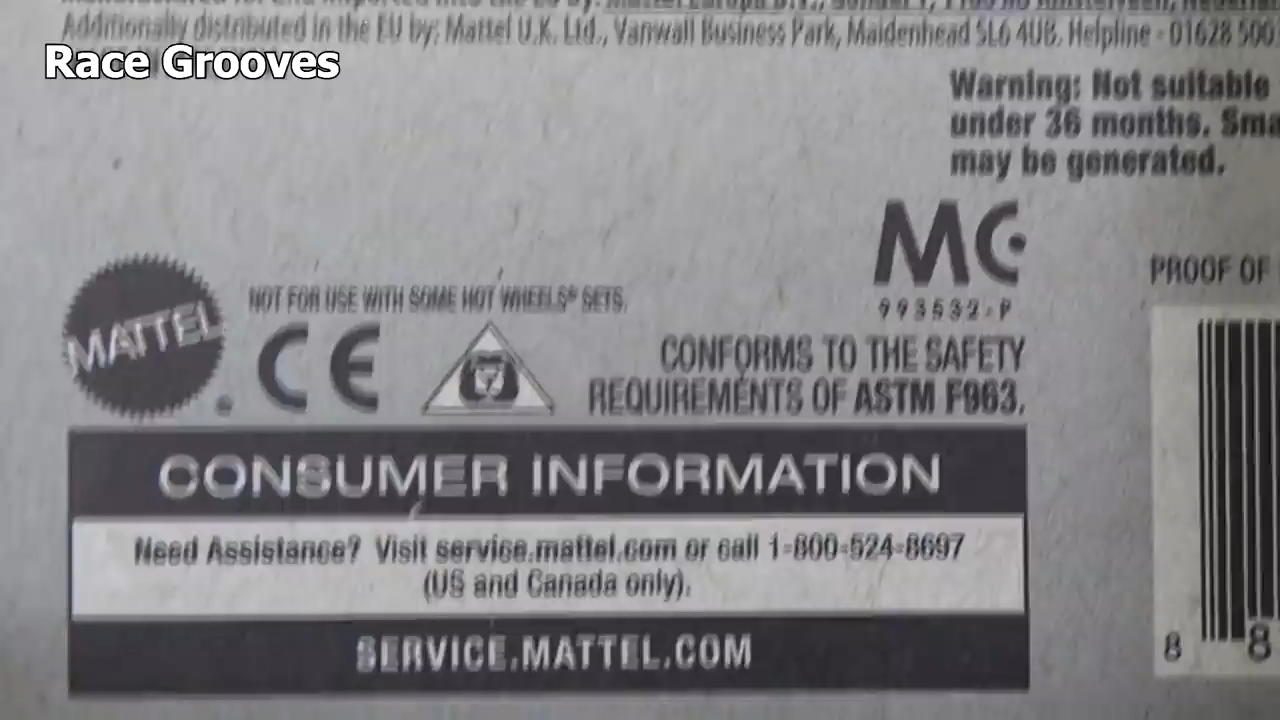 Additionally distributed in the EU by: Mattel U.K. Ltd., Vanwall Business Park, Maidenhead SL6 4UB. Helpline - 01628 500
Race Grooves
Warning: Not suitable
under 36 months. Sma
may be generated.
MC
993532-P
PROOF OF
MATTEL
NOT FOR USE WITH SOME HOT WHEELS® SETS.
CE
CONFORMS TO THE SAFETY
REQUIREMENTS OF ASTM F963.
CONSUMER INFORMATION
Need Assistance? Visit service.mattel.com or call 1-800-524-8697
(US and Canada only).
SERVICE.MATTEL.COM
8 8